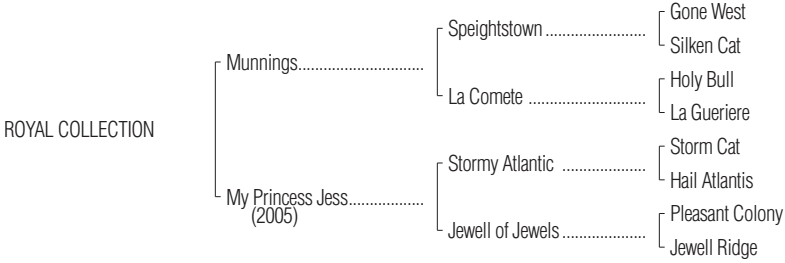 Gone West
Speightstown
Silken Cat
Munnings
Holy Bull
La Comete
La Gueriere
ROYAL COLLECTION
Storm Cat
Stormy Atlantic
Hail Atlantis
My Princess Jess
(2005)
Pleasant Colony
Jewell of Jewels
Jewell Ridge